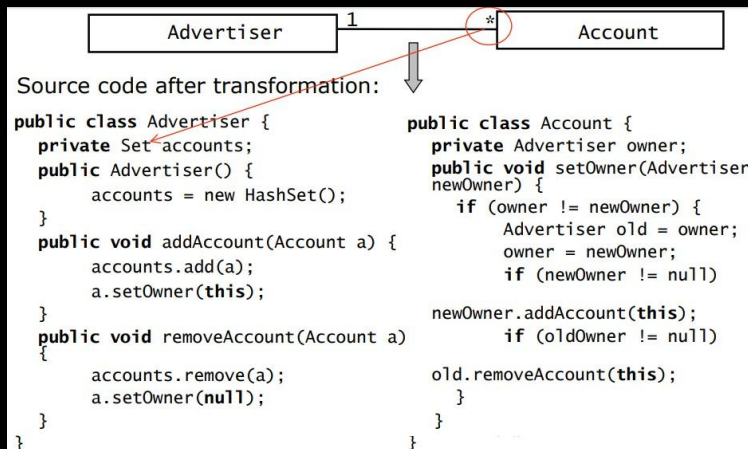 Advertiser
1
*
Account
Source code after transformation:
public class Advertiser {
private Set accounts;
public Advertiser() {
accounts = new HashSet();
}
public void addAccount(Account a) {
accounts.add(a);
a.setOwner(this);
}
public void removeAccount(Account a)
{
accounts.remove(a);
a.setOwner(null);
}
}
public class Account {
private Advertiser owner;
public void setOwner(Advertiser
newOwner) {
if (owner != newOwner) {
Advertiser old = owner;
owner = newOwner;
if (newOwner != null)
newOwner.addAccount(this);
if (oldOwner != null)
old.removeAccount(this);
}
}
}